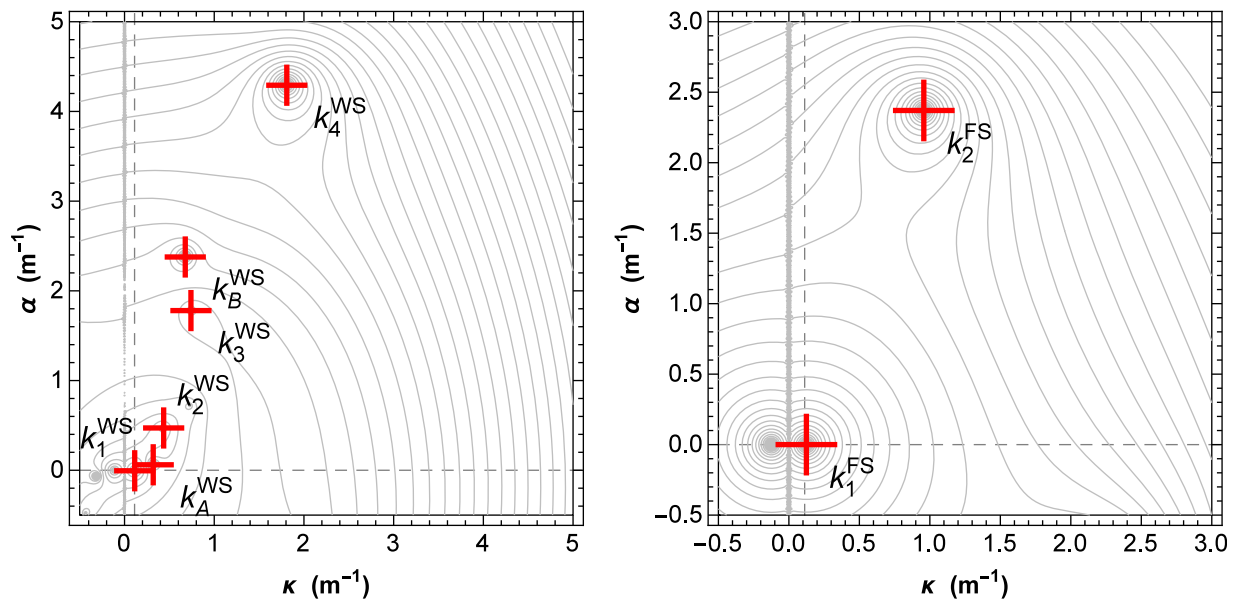 5
4
3
2
1
0
0 1 2 3 4 5
α (m⁻¹)
κ (m⁻¹)
k₄^WS
k_B^WS
k₃^WS
k₂^WS
k₁^WS
k_A^WS
3.0
2.5
2.0
1.5
1.0
0.5
0.0
−0.5
−0.5 0.0 0.5 1.0 1.5 2.0 2.5 3.0
α (m⁻¹)
κ (m⁻¹)
k₂^FS
k₁^FS